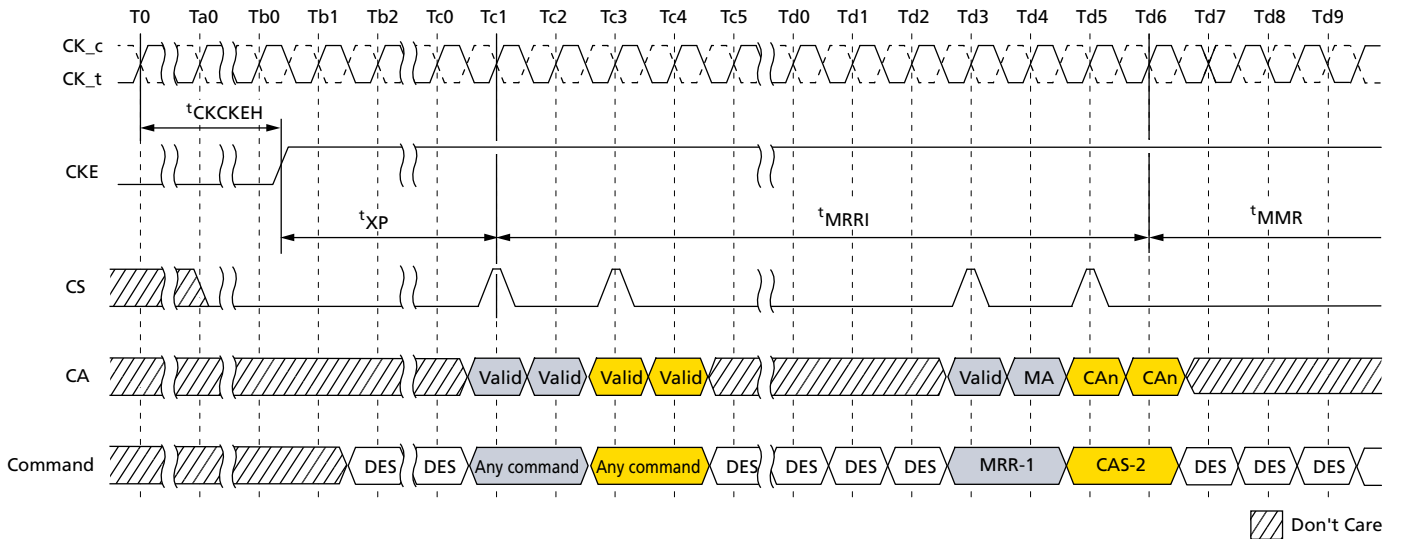 T0 Ta0 Tb0 Tb1 Tb2 Tc0 Tc1 Tc2 Tc3 Tc4 Tc5 Td0 Td1 Td2 Td3 Td4 Td5 Td6 Td7 Td8 Td9
CK_c
CK_t
tCKCKEH
CKE
tXP tMRRI tMMR
CS
CA Valid Valid Valid Valid Valid MA CAn CAn
Command DES DES Any command Any command DES DES DES DES MRR-1 CAS-2 DES DES DES
Don't Care